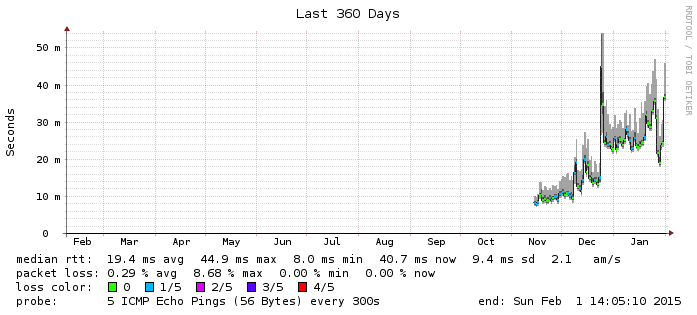 Last 360 Days
RRDTOOL / TOBI OETIKER
Seconds
50 m
40 m
30 m
20 m
10 m
0
Feb Mar Apr May Jun Jul Aug Sep Oct Nov Dec Jan
median rtt: 19.4 ms avg 44.9 ms max 8.0 ms min 40.7 ms now 9.4 ms sd 2.1 am/s
packet loss: 0.29 % avg 8.68 % max 0.00 % min 0.00 % now
loss color: 0 1/5 2/5 3/5 4/5
probe: 5 ICMP Echo Pings (56 Bytes) every 300s end: Sun Feb 1 14:05:10 2015